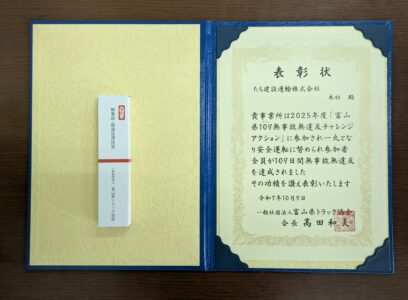 表彰状
たち建設運輸株式会社
本社 殿
貴事業所は2025年度「富山
県109無事故無違反チャレンジ
アクション」に参加され一丸とな
り安全運転に努められ参加者
全員が109日間無事故無違反
を達成されました
その功績を讃え表彰いたします
令和7年10月9日
一般社団法人富山県トラック協会
会長 高田和夫